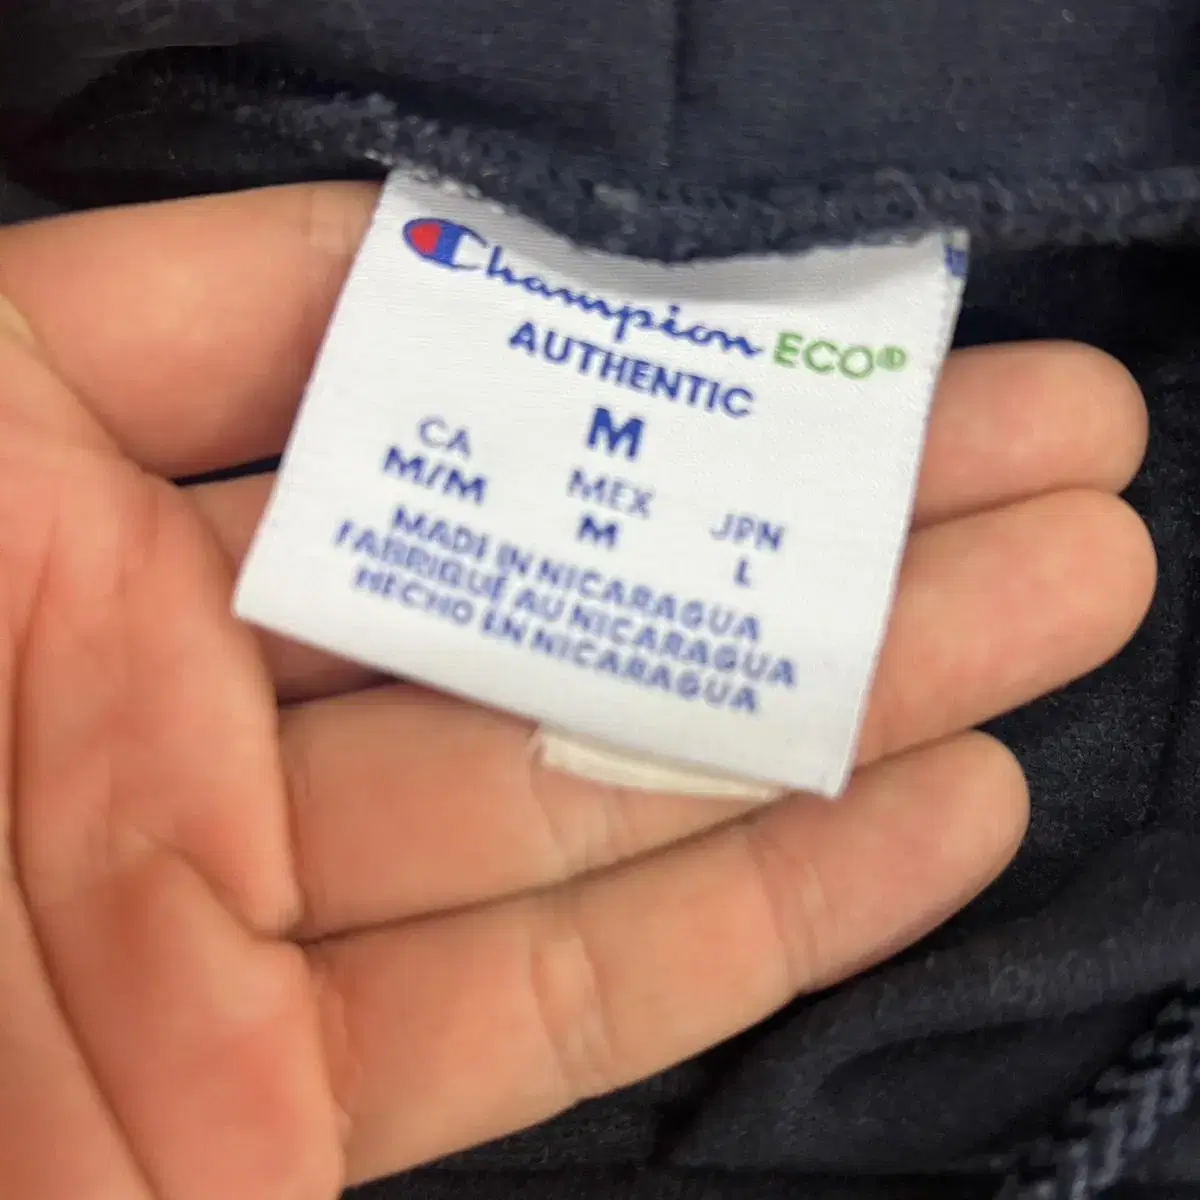 Champion ECO®
AUTHENTIC
M
CA MEX JPN
M/M M L
MADE IN NICARAGUA
FABRIQUÉ AU NICARAGUA
HECHO EN NICARAGUA